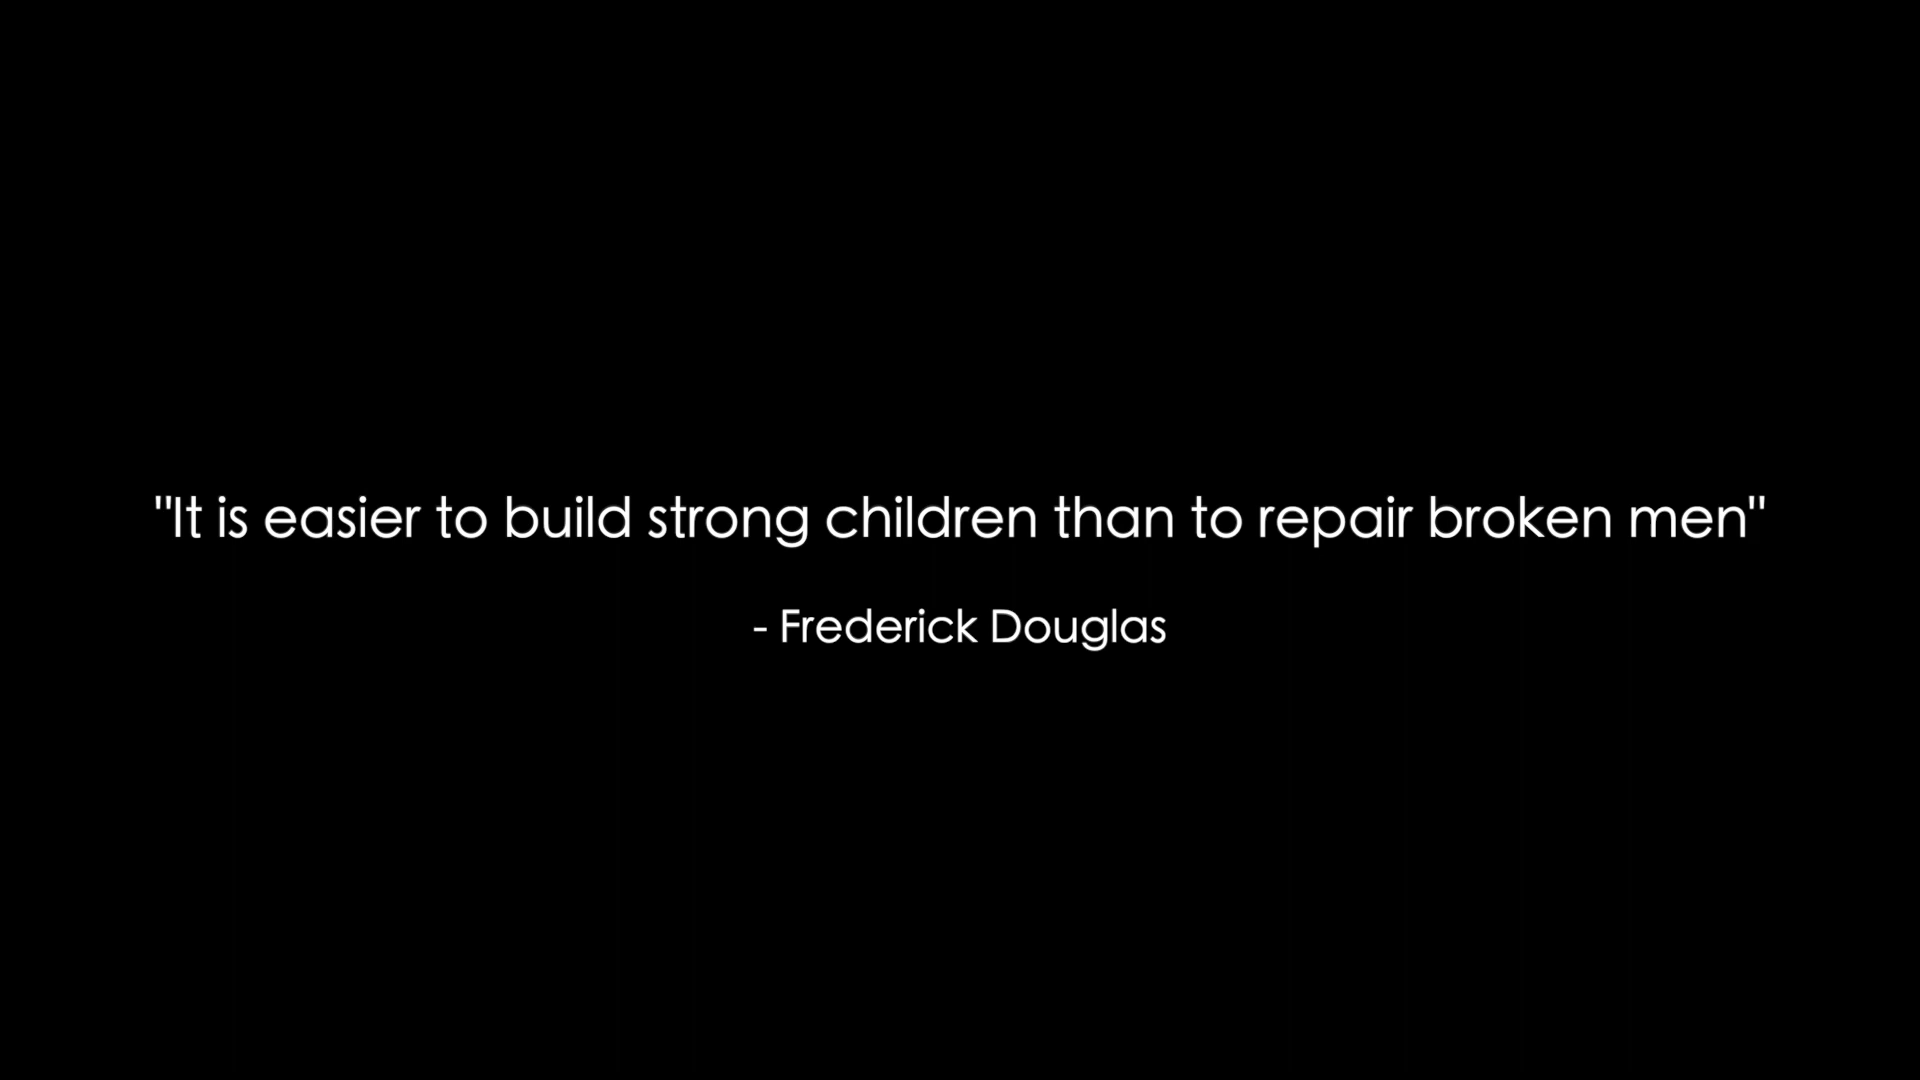 "It is easier to build strong children than to repair broken men"
- Frederick Douglas